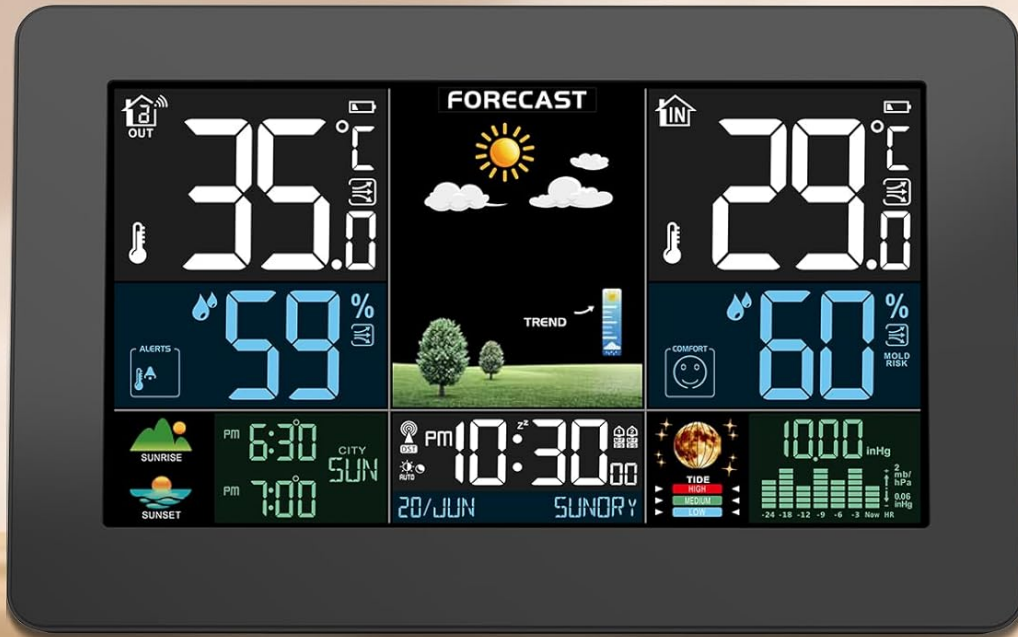 OUT
35.0 °C
59 %
ALERTS
FORECAST
TREND
IN
29.0 °C
60 %
COMFORT
MOLD
RISK
SUNRISE
PM 6:30
CITY
SUN
SUNSET
PM 7:00
DST
AUTO
PM 10:30 00
zz
20/JUN SUNDRY
TIDE
HIGH
MEDIUM
LOW
10.00 inHg
2
mb/
hPa
0.06
inHg
-24 -18 -12 -9 -6 -3 Now HR